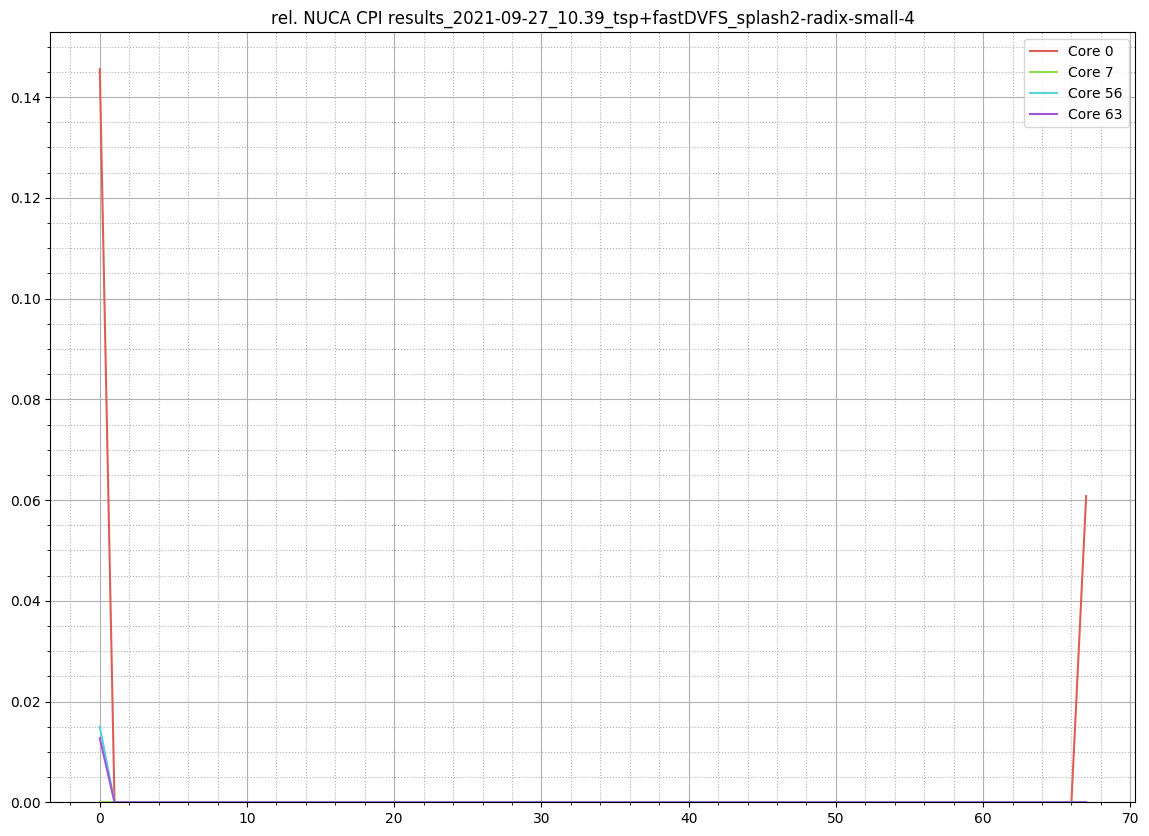 rel. NUCA CPI results_2021-09-27_10.39_tsp+fastDVFS_splash2-radix-small-4
Core 0
Core 7
Core 56
Core 63
0.14
0.12
0.10
0.08
0.06
0.04
0.02
0.00
0 10 20 30 40 50 60 70